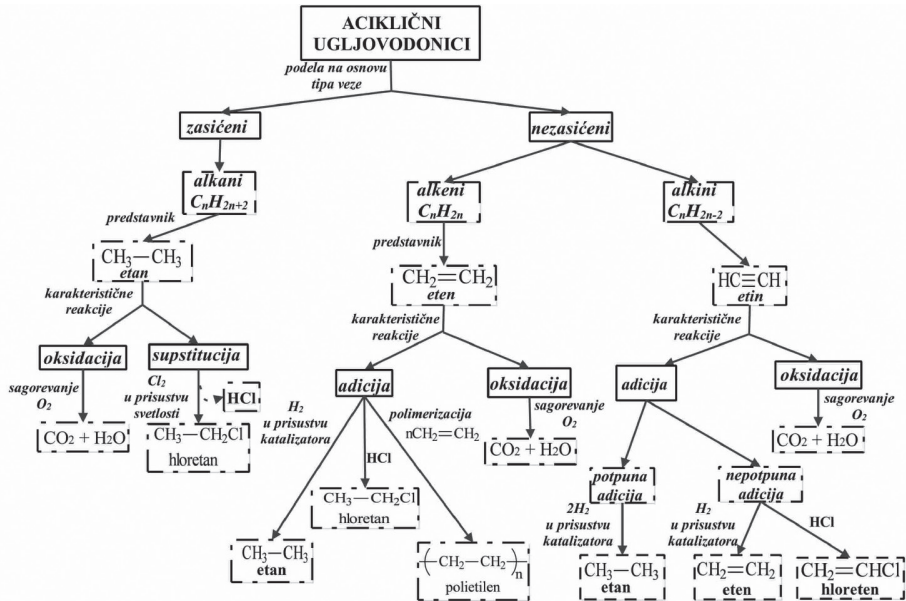 ACIKLIČNI
UGLJOVODONICI
podela na osnovu
tipa veze
zasićeni
nezasićeni
alkani
CₙH₂ₙ₊₂
alkeni
CₙH₂ₙ
alkini
CₙH₂ₙ₋₂
predstavnik
predstavnik
CH₃—CH₃
etan
CH₂=CH₂
eten
HC≡CH
etin
karakteristične
reakcije
karakteristične
reakcije
karakteristične
reakcije
oksidacija
supstitucija
adicija
oksidacija
adicija
oksidacija
sagorevanje
O₂
Cl₂
u prisustvu
svetlosti
HCl
CO₂ + H₂O
CH₃—CH₂Cl
hloretan
H₂
u prisustvu
katalizatora
HCl
polimerizacija
nCH₂=CH₂
sagorevanje
O₂
CO₂ + H₂O
sagorevanje
O₂
CO₂ + H₂O
CH₃—CH₂Cl
hloretan
CH₃—CH₃
etan
(—CH₂—CH₂—)ₙ
polietilen
potpuna
adicija
nepotpuna
adicija
2H₂
u prisustvu
katalizatora
H₂
u prisustvu
katalizatora
HCl
CH₃—CH₃
etan
CH₂=CH₂
eten
CH₂=CHCl
hloreten